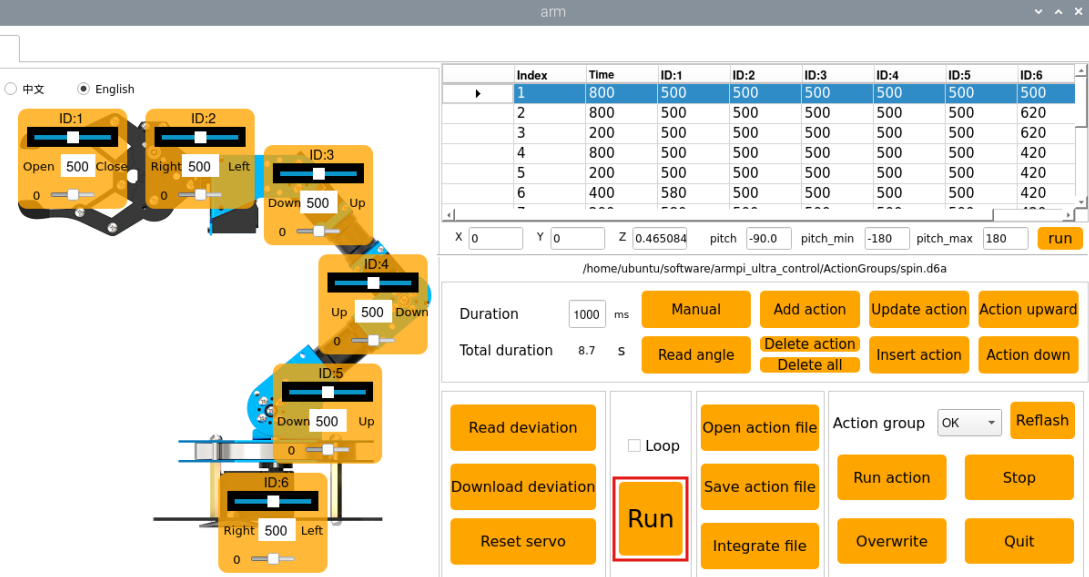 arm
中文 English
Index Time ID:1 ID:2 ID:3 ID:4 ID:5 ID:6
1 800 500 500 500 500 500 500
2 800 500 500 500 500 500 620
3 200 500 500 500 500 500 620
4 800 500 500 500 500 500 420
5 200 500 500 500 500 500 420
6 400 580 500 500 500 500 420
ID:1
Open 500 Close
0
ID:2
Right 500 Left
0
ID:3
Down 500 Up
0
ID:4
Up 500 Down
0
ID:5
Down 500 Up
0
ID:6
Right 500 Left
0
X 0 Y 0 Z 0.465084 pitch -90.0 pitch_min -180 pitch_max 180 run
/home/ubuntu/software/armpi_ultra_control/ActionGroups/spin.d6a
Duration 1000 ms
Total duration 8.7 s
Manual Add action Update action Action upward
Read angle Delete action Insert action Action down
Delete all
Read deviation
Download deviation
Reset servo
Loop
Run
Open action file
Save action file
Integrate file
Action group OK Reflash
Run action Stop
Overwrite Quit